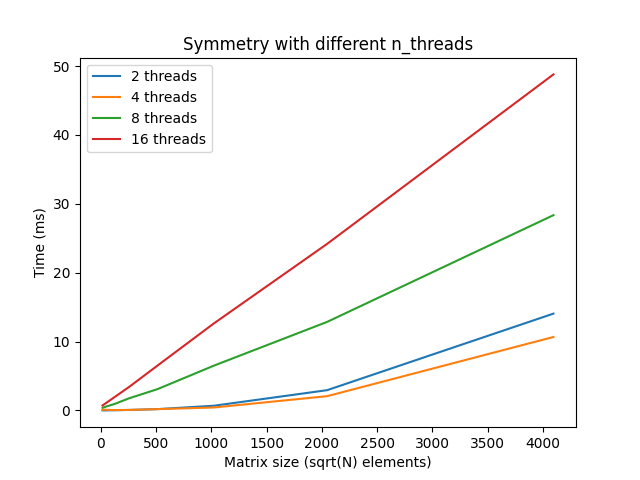 Symmetry with different n_threads
2 threads
4 threads
8 threads
16 threads
Time (ms)
50
40
30
20
10
0
0 500 1000 1500 2000 2500 3000 3500 4000
Matrix size (sqrt(N) elements)